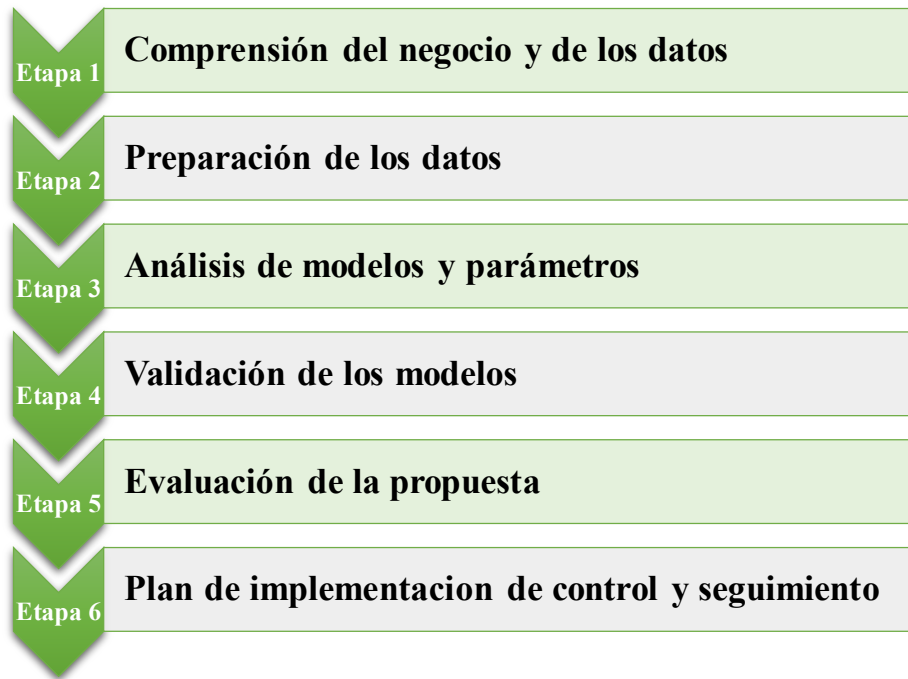 Etapa 1
Comprensión del negocio y de los datos
Etapa 2
Preparación de los datos
Etapa 3
Análisis de modelos y parámetros
Etapa 4
Validación de los modelos
Etapa 5
Evaluación de la propuesta
Etapa 6
Plan de implementacion de control y seguimiento